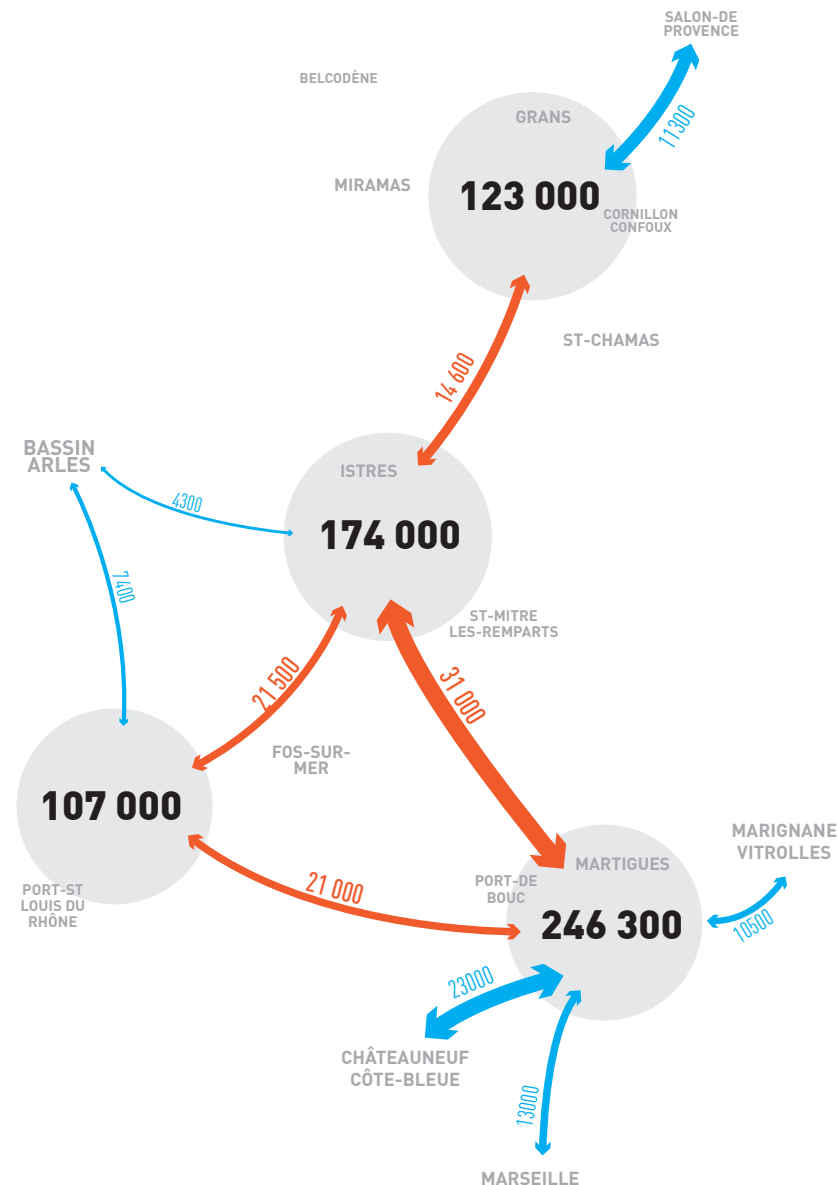 SALON-DE
PROVENCE
BELCODÈNE
GRANS
11300
MIRAMAS
123 000
CORNILLON
CONFOUX
ST-CHAMAS
14 600
BASSIN
ARLES
ISTRES
4300
174 000
7400
ST-MITRE
LES-REMPARTS
21 500
31 000
FOS-SUR-
MER
107 000
MARIGNANE
VITROLLES
MARTIGUES
PORT-DE
BOUC
21 000
PORT-ST
LOUIS DU
RHÔNE
246 300
10500
23000
CHÂTEAUNEUF
CÔTE-BLEUE
13000
MARSEILLE